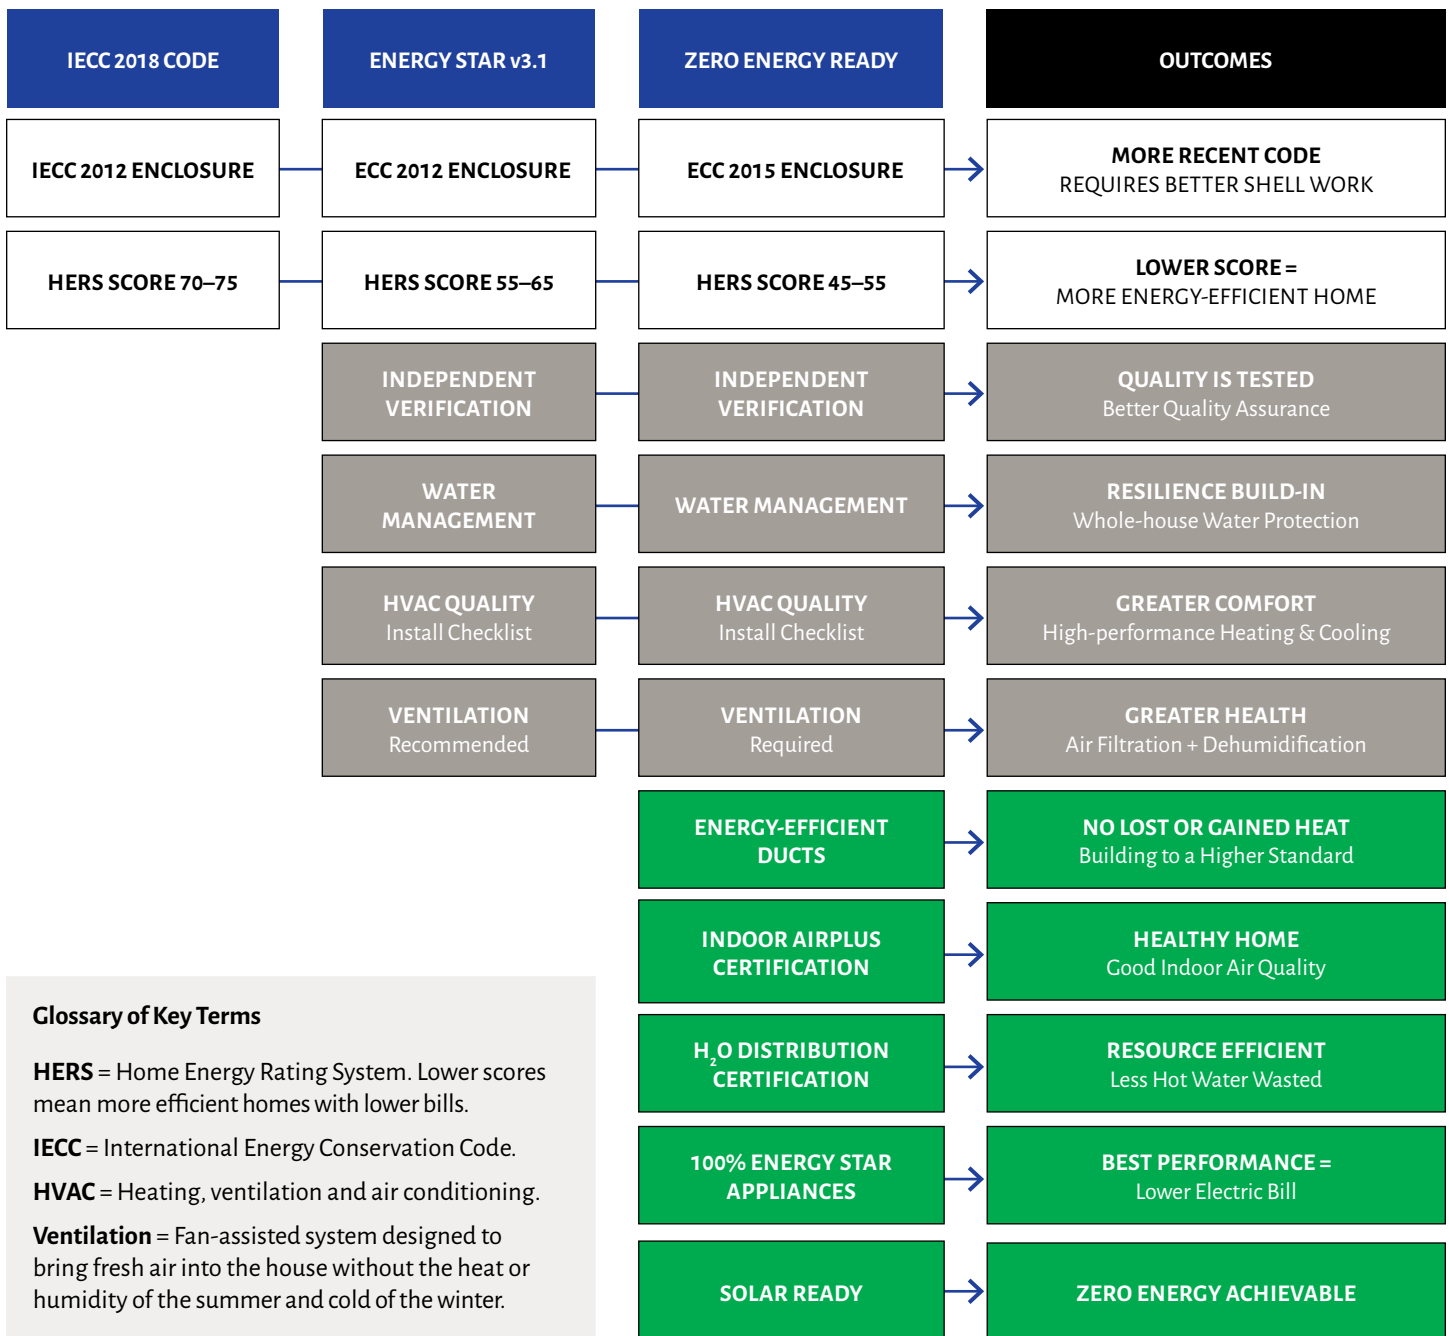 IECC 2018 CODE
ENERGY STAR v3.1
ZERO ENERGY READY
OUTCOMES
IECC 2012 ENCLOSURE
ECC 2012 ENCLOSURE
ECC 2015 ENCLOSURE
MORE RECENT CODE
REQUIRES BETTER SHELL WORK
HERS SCORE 70–75
HERS SCORE 55–65
HERS SCORE 45–55
LOWER SCORE =
MORE ENERGY-EFFICIENT HOME
INDEPENDENT
VERIFICATION
INDEPENDENT
VERIFICATION
QUALITY IS TESTED
Better Quality Assurance
WATER
MANAGEMENT
WATER MANAGEMENT
RESILIENCE BUILD-IN
Whole-house Water Protection
HVAC QUALITY
Install Checklist
HVAC QUALITY
Install Checklist
GREATER COMFORT
High-performance Heating & Cooling
VENTILATION
Recommended
VENTILATION
Required
GREATER HEALTH
Air Filtration + Dehumidification
ENERGY-EFFICIENT
DUCTS
NO LOST OR GAINED HEAT
Building to a Higher Standard
INDOOR AIRPLUS
CERTIFICATION
HEALTHY HOME
Good Indoor Air Quality
H₂O DISTRIBUTION
CERTIFICATION
RESOURCE EFFICIENT
Less Hot Water Wasted
100% ENERGY STAR
APPLIANCES
BEST PERFORMANCE =
Lower Electric Bill
SOLAR READY
ZERO ENERGY ACHIEVABLE
Glossary of Key Terms
HERS = Home Energy Rating System. Lower scores
mean more efficient homes with lower bills.
IECC = International Energy Conservation Code.
HVAC = Heating, ventilation and air conditioning.
Ventilation = Fan-assisted system designed to
bring fresh air into the house without the heat or
humidity of the summer and cold of the winter.